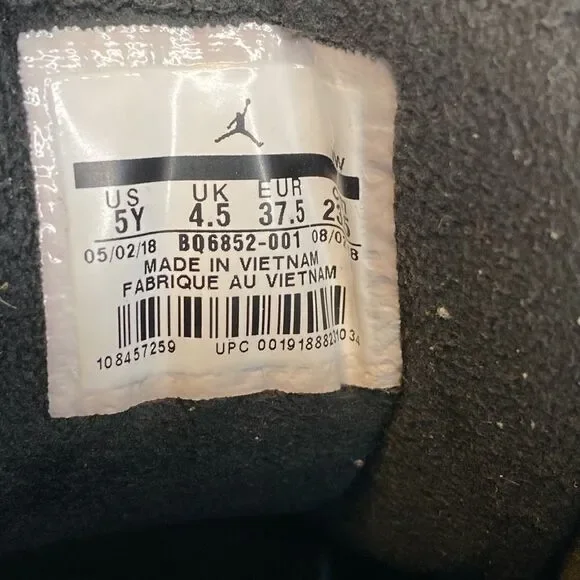 US UK EUR
5Y 4.5 37.5
05/02/18 BQ6852-001
MADE IN VIETNAM
FABRIQUE AU VIETNAM
108457259 UPC